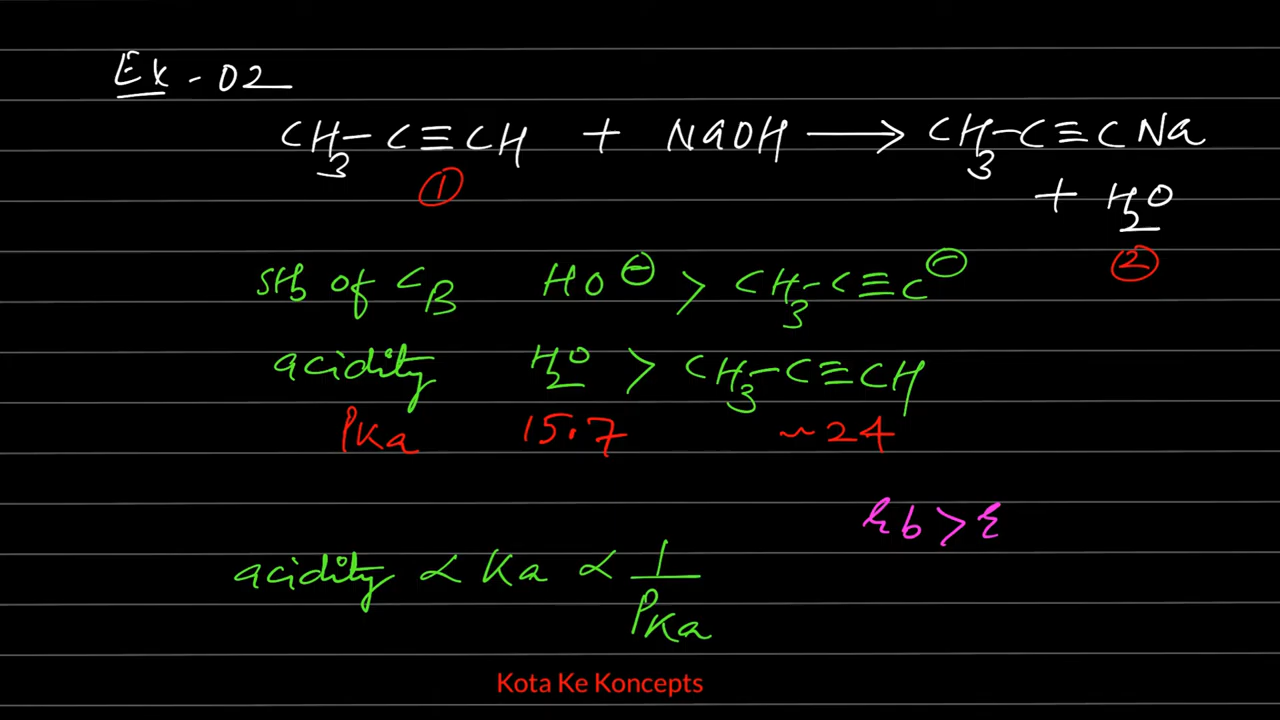 Ex - 02
CH₃-C≡CH + NaOH ⟶ CH₃-C≡CNa
① + H₂O
②
of CB HO⊖ > CH₃-C≡C⊖
acidity H₂O > CH₃-C≡CH
Pka 15.7 ~24
kb >
acidity ∝ Ka ∝ 1/Pka
Kota Ke Koncepts